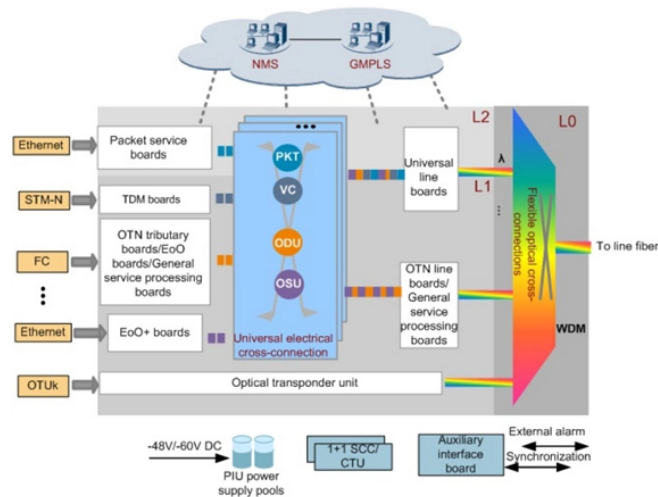 NMS
GMPLS
L2
L0
Ethernet
Packet service
boards
PKT
Universal
line
boards
λ
L1
...
STM-N
TDM boards
VC
FC
OTN tributary
boards/EoO
boards/General
service processing
boards
ODU
OSU
OTN line
boards/
General
service
processing
boards
Flexible optical cross-
connections
To line fiber
WDM
Ethernet
EoO+ boards
Universal electrical
cross-connection
OTUk
Optical transponder unit
-48V/-60V DC
PIU power
supply pools
1+1 SCC/
CTU
Auxiliary
interface
board
External alarm
Synchronization